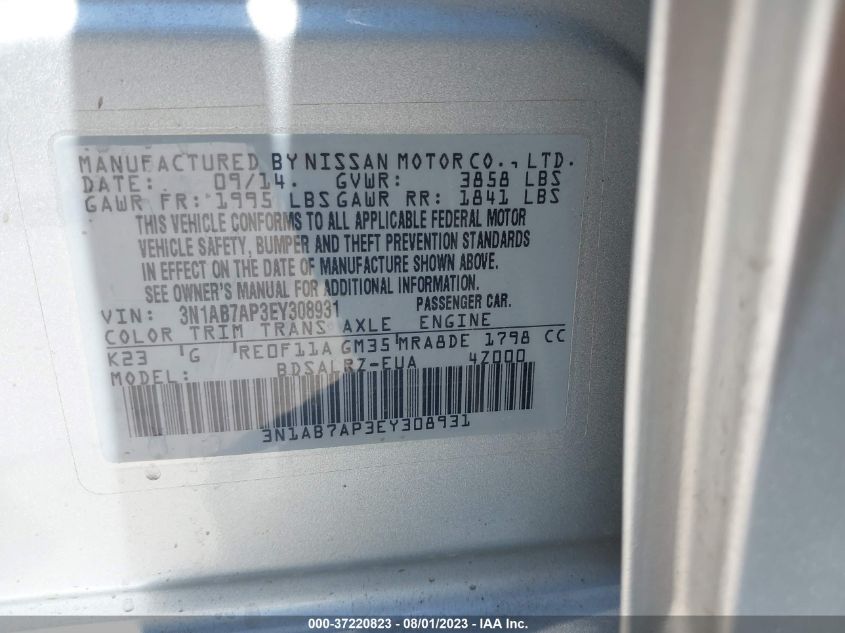 MANUFACTURED BY NISSAN MOTOR CO., LTD.
DATE: 09/14. GVWR: 3858 LBS
GAWR FR: 1995 LBS GAWR RR: 1841 LBS
THIS VEHICLE CONFORMS TO ALL APPLICABLE FEDERAL MOTOR
VEHICLE SAFETY, BUMPER AND THEFT PREVENTION STANDARDS
IN EFFECT ON THE DATE OF MANUFACTURE SHOWN ABOVE.
SEE OWNER'S MANUAL FOR ADDITIONAL INFORMATION.
VIN: 3N1AB7AP3EY308931 PASSENGER CAR.
COLOR TRIM TRANS AXLE ENGINE
K23 G RE0F11A GM35 MRA8DE 1798 CC
MODEL: BDSALRZ-EUA 4Z000
3N1AB7AP3EY308931
000-37220823 - 08/01/2023 - IAA Inc.